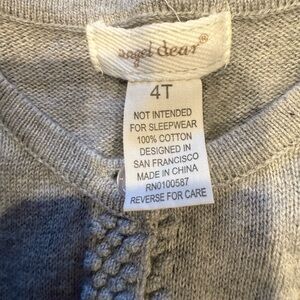 angel dear®
4T
NOT INTENDED
FOR SLEEPWEAR
100% COTTON
DESIGNED IN
SAN FRANCISCO
MADE IN CHINA
RN0100587
REVERSE FOR CARE